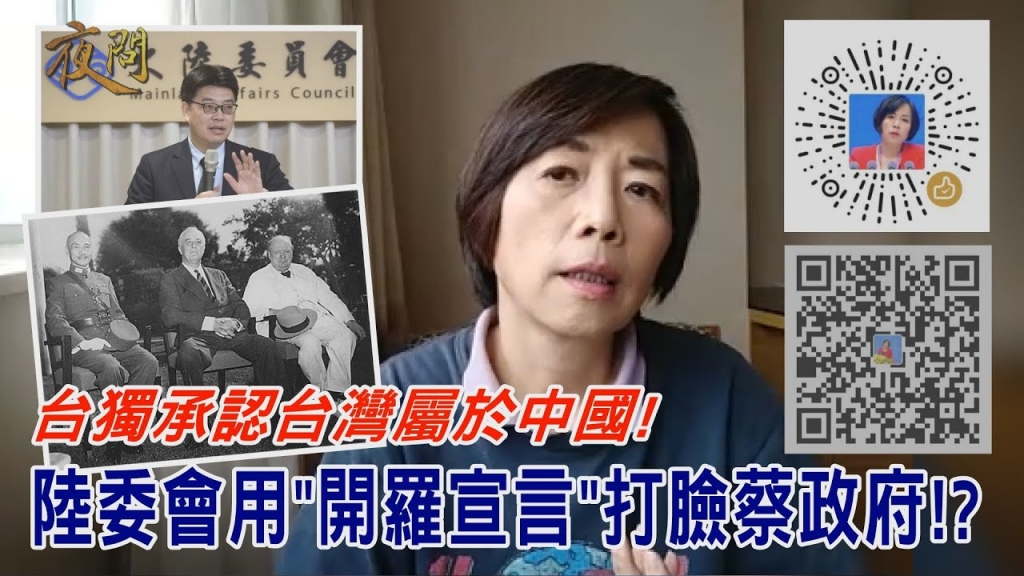 夜問
大陸委員會
Mainland Affairs Council
台獨承認台灣屬於中國!
陸委會用"開羅宣言"打臉蔡政府!?